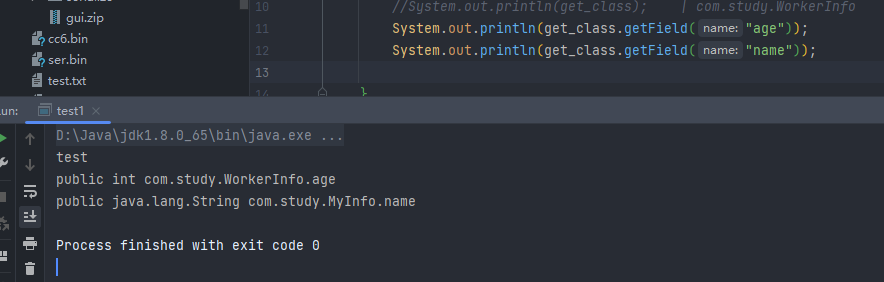 gui.zip
cc6.bin
ser.bin
test.txt
10 //System.out.println(get_class); | com.study.WorkerInfo
11 System.out.println(get_class.getField( name: "age"));
12 System.out.println(get_class.getField( name: "name"));
13
14 }
un: test1 ×
D:\Java\jdk1.8.0_65\bin\java.exe ...
test
public int com.study.WorkerInfo.age
public java.lang.String com.study.MyInfo.name
Process finished with exit code 0